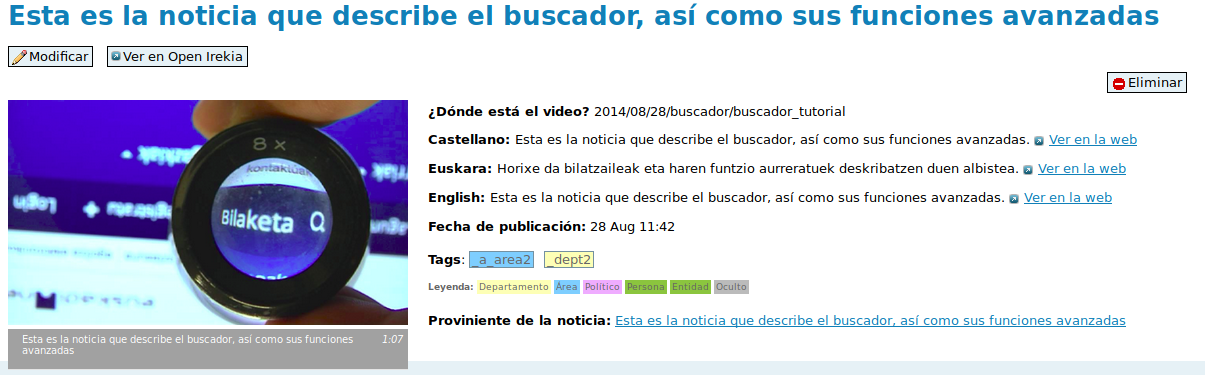 Esta es la noticia que describe el buscador, así como sus funciones avanzadas
Modificar
Ver en Open Irekia
Eliminar
8x
kontaktua
Bilaketa
Login
¿Dónde está el video? 2014/08/28/buscador/buscador_tutorial
Castellano: Esta es la noticia que describe el buscador, así como sus funciones avanzadas. Ver en la web
Euskara: Horixe da bilatzaileak eta haren funtzio aurreratuek deskribatzen duen albistea. Ver en la web
English: Esta es la noticia que describe el buscador, así como sus funciones avanzadas. Ver en la web
Fecha de publicación: 28 Aug 11:42
Tags: _a_area2 _dept2
Leyenda: Departamento Área Político Persona Entidad Oculto
Proviniente de la noticia: Esta es la noticia que describe el buscador, así como sus funciones avanzadas
Esta es la noticia que describe el buscador, así como sus funciones 1:07
avanzadas